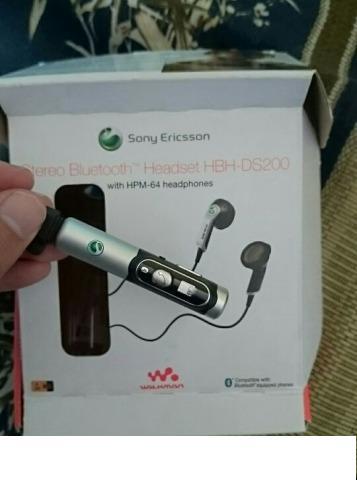 Sony Ericsson
Stereo Bluetooth™ Headset HBH-DS200
with HPM-64 headphones
WALKMAN
Compatible with
Bluetooth® equipped phones